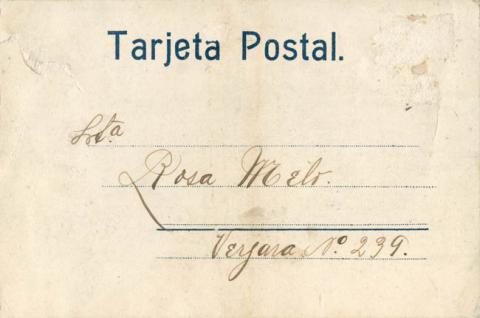 Tarjeta Postal.
Srta.
Rosa Melo.
Vergara Nº. 239.